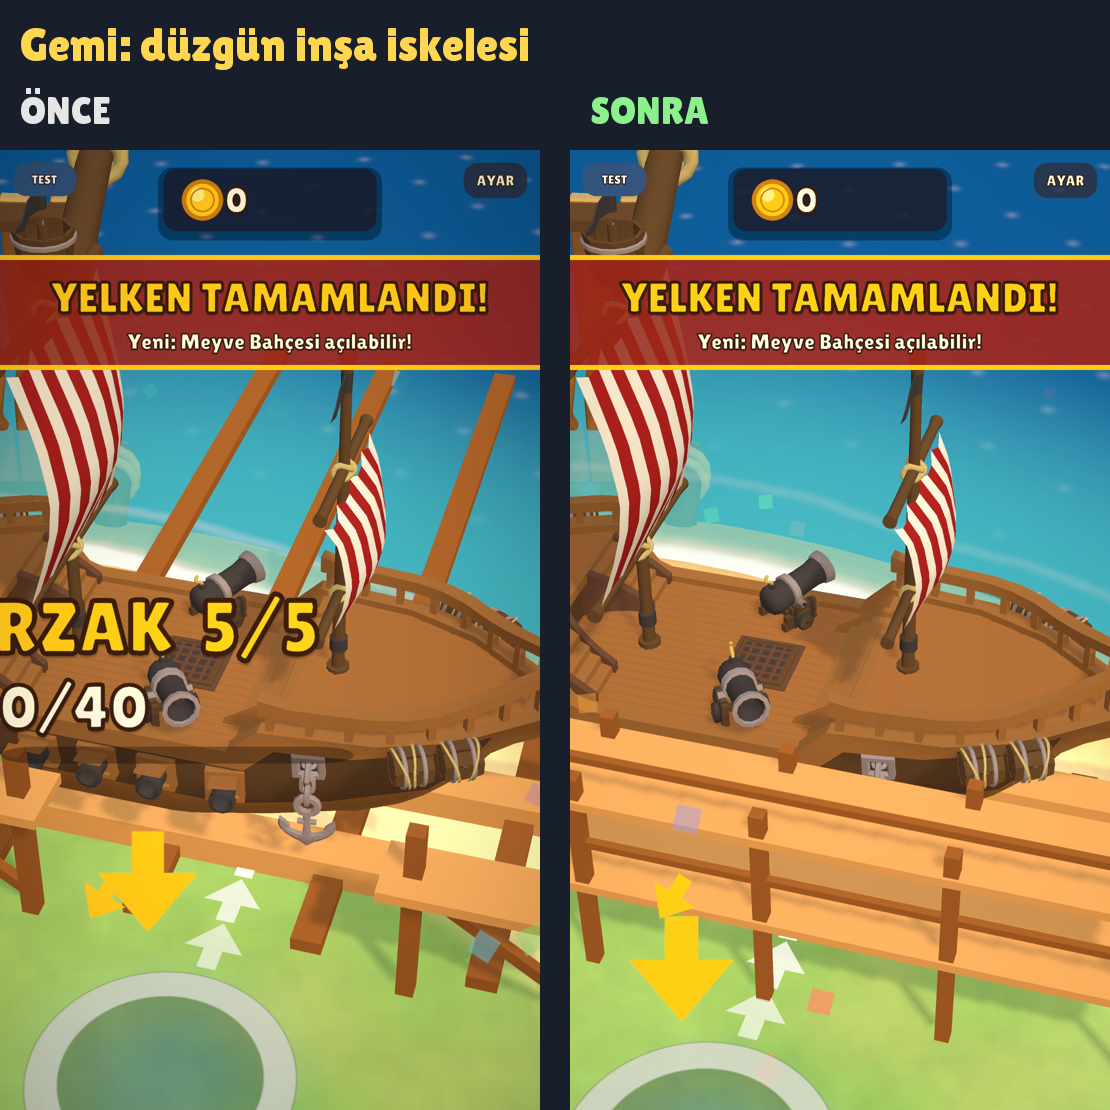 Gemi: düzgün inşa iskelesi
ÖNCE
SONRA
TEST
0
AYAR
YELKEN TAMAMLANDI!
Yeni: Meyve Bahçesi açılabilir!
RZAK 5/5
0/40
TEST
0
AYAR
YELKEN TAMAMLANDI!
Yeni: Meyve Bahçesi açılabilir!